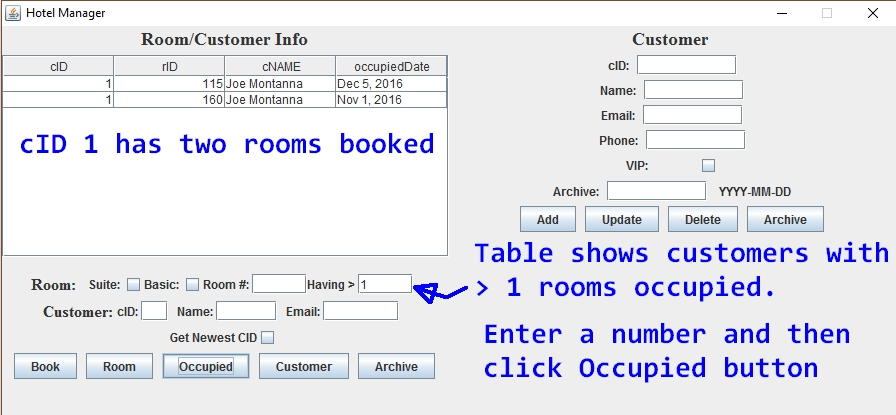 Hotel Manager
Room/Customer Info
cID rID cNAME occupiedDate
1 115 Joe Montanna Dec 5, 2016
1 160 Joe Montanna Nov 1, 2016
cID 1 has two rooms booked
Room: Suite: Basic: Room #: Having > 1
Customer: cID: Name: Email:
Get Newest CID
Book Room Occupied Customer Archive
Customer
cID:
Name:
Email:
Phone:
VIP:
Archive: YYYY-MM-DD
Add Update Delete Archive
Table shows customers with
> 1 rooms occupied.
Enter a number and then
click Occupied button